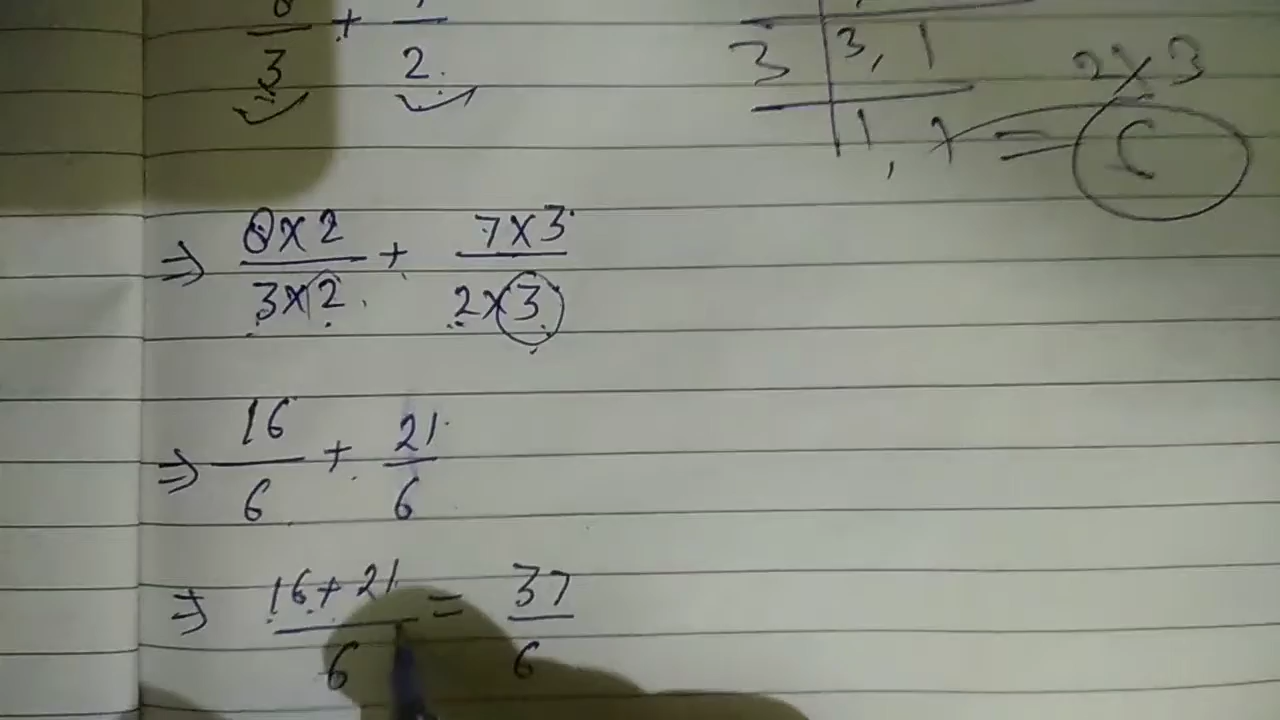 3 + 2
3 | 3, 1
1, 1 = 2 x 3
6
⇒ 8 x 2 / 3 x 2 + 7 x 3 / 2 x 3
⇒ 16 / 6 + 21 / 6
⇒ 16 + 21 / 6 = 37 / 6